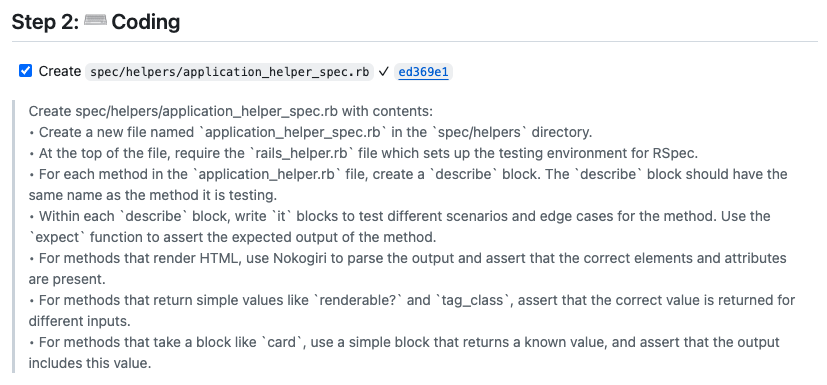 Step 2: ⌨️ Coding
Create spec/helpers/application_helper_spec.rb ✓ ed369e1
Create spec/helpers/application_helper_spec.rb with contents:
• Create a new file named `application_helper_spec.rb` in the `spec/helpers` directory.
• At the top of the file, require the `rails_helper.rb` file which sets up the testing environment for RSpec.
• For each method in the `application_helper.rb` file, create a `describe` block. The `describe` block should have the
same name as the method it is testing.
• Within each `describe` block, write `it` blocks to test different scenarios and edge cases for the method. Use the
`expect` function to assert the expected output of the method.
• For methods that render HTML, use Nokogiri to parse the output and assert that the correct elements and attributes
are present.
• For methods that return simple values like `renderable?` and `tag_class`, assert that the correct value is returned for
different inputs.
• For methods that take a block like `card`, use a simple block that returns a known value, and assert that the output
includes this value.